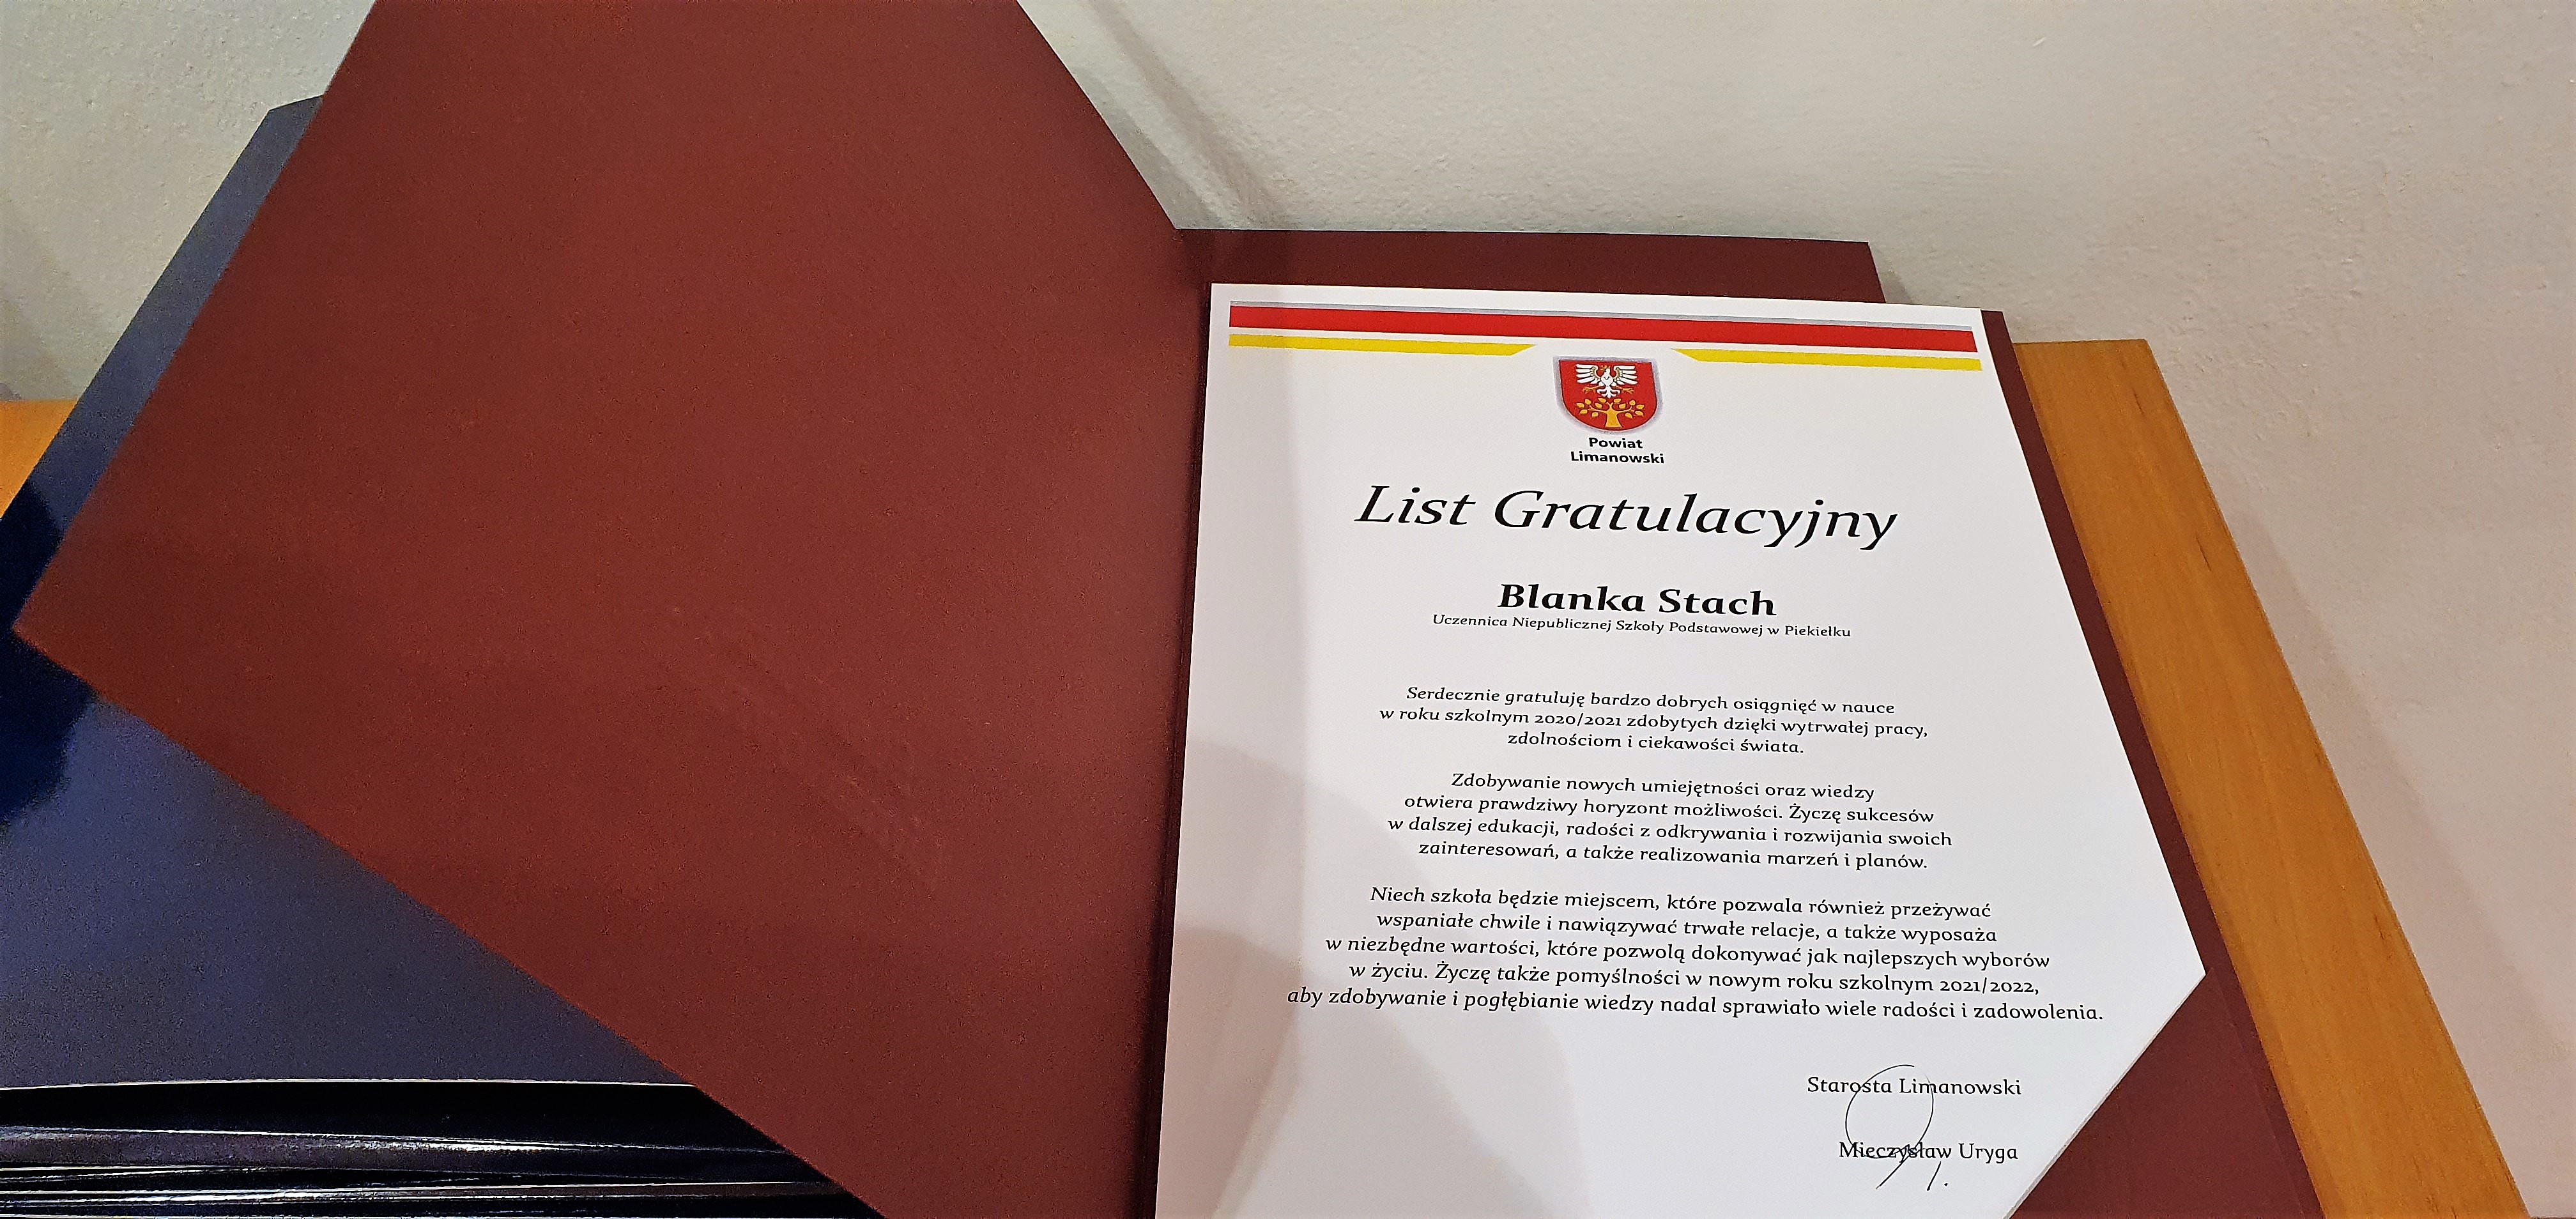 Powiat
Limanowski
List Gratulacyjny
Blanka Stach
Uczennica Niepublicznej Szkoły Podstawowej w Piekiełku
Serdecznie gratuluję bardzo dobrych osiągnięć w nauce
w roku szkolnym 2020/2021 zdobytych dzięki wytrwałej pracy,
zdolnościom i ciekawości świata.
Zdobywanie nowych umiejętności oraz wiedzy
otwiera prawdziwy horyzont możliwości. Życzę sukcesów
w dalszej edukacji, radości z odkrywania i rozwijania swoich
zainteresowań, a także realizowania marzeń i planów.
Niech szkoła będzie miejscem, które pozwala również przeżywać
wspaniałe chwile i nawiązywać trwałe relacje, a także wyposaża
w niezbędne wartości, które pozwolą dokonywać jak najlepszych wyborów
w życiu. Życzę także pomyślności w nowym roku szkolnym 2021/2022,
aby zdobywanie i pogłębianie wiedzy nadal sprawiało wiele radości i zadowolenia.
Starosta Limanowski
Mieczysław Uryga